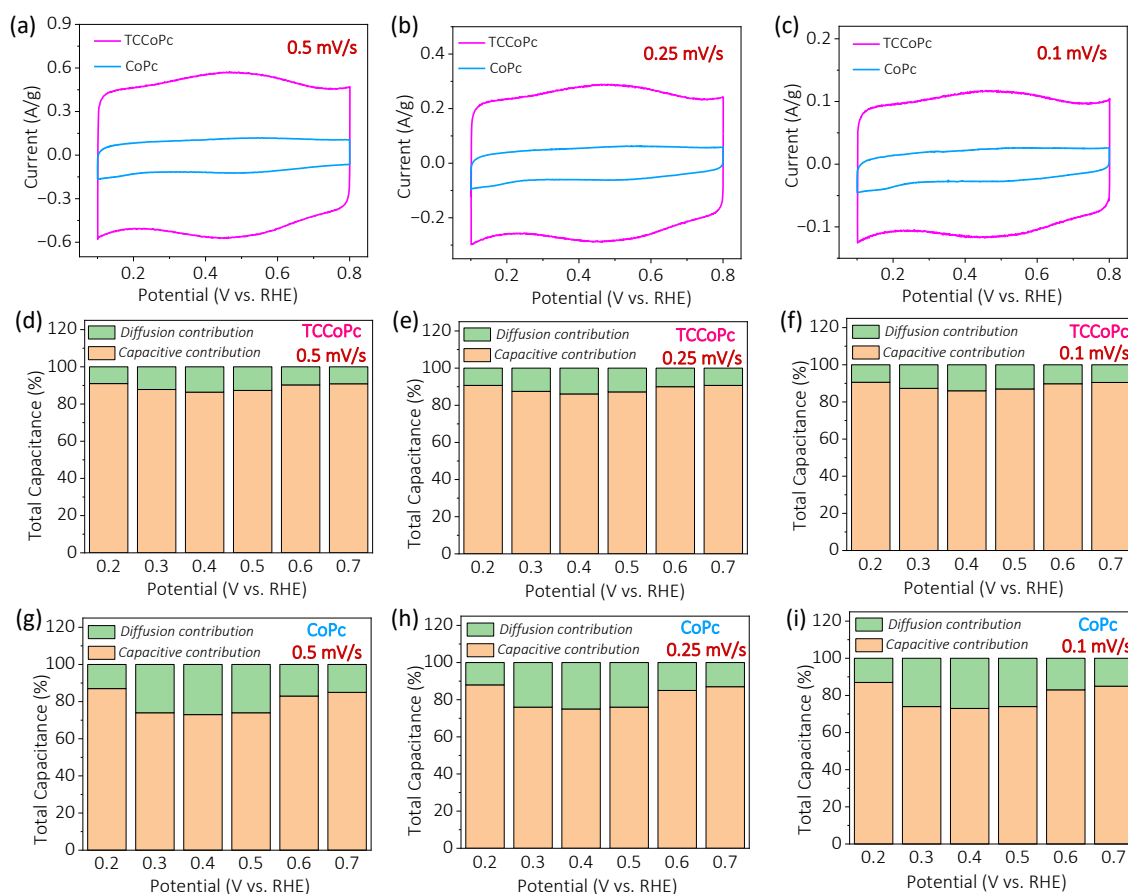 (a)
TCCoPc
CoPc
0.5 mV/s
0.9
0.6
0.3
0.0
−0.3
−0.6
Current (A/g)
0.2 0.4 0.6 0.8
Potential (V vs. RHE)
(b)
TCCoPc
CoPc
0.25 mV/s
0.4
0.2
0.0
−0.2
Current (A/g)
0.2 0.4 0.6 0.8
Potential (V vs. RHE)
(c)
TCCoPc
CoPc
0.1 mV/s
0.2
0.1
0.0
−0.1
Current (A/g)
0.2 0.4 0.6 0.8
Potential (V vs. RHE)
(d)
Diffusion contribution
Capacitive contribution
TCCoPc
0.5 mV/s
120
100
80
60
40
20
0
Total Capacitance (%)
0.2 0.3 0.4 0.5 0.6 0.7
Potential (V vs. RHE)
(e)
Diffusion contribution
Capacitive contribution
TCCoPc
0.25 mV/s
120
100
80
60
40
20
0
Total Capacitance (%)
0.2 0.3 0.4 0.5 0.6 0.7
Potential (V vs. RHE)
(f)
Diffusion contribution
Capacitive contribution
TCCoPc
0.1 mV/s
120
100
80
60
40
20
0
Total Capacitance (%)
0.2 0.3 0.4 0.5 0.6 0.7
Potential (V vs. RHE)
(g)
Diffusion contribution
Capacitive contribution
CoPc
0.5 mV/s
120
100
80
60
40
20
0
Total Capacitance (%)
0.2 0.3 0.4 0.5 0.6 0.7
Potential (V vs. RHE)
(h)
Diffusion contribution
Capacitive contribution
CoPc
0.25 mV/s
120
100
80
60
40
20
0
Total Capacitance (%)
0.2 0.3 0.4 0.5 0.6 0.7
Potential (V vs. RHE)
(i)
Diffusion contribution
Capacitive contribution
CoPc
0.1 mV/s
120
100
80
60
40
20
0
Total Capacitance (%)
0.2 0.3 0.4 0.5 0.6 0.7
Potential (V vs. RHE)